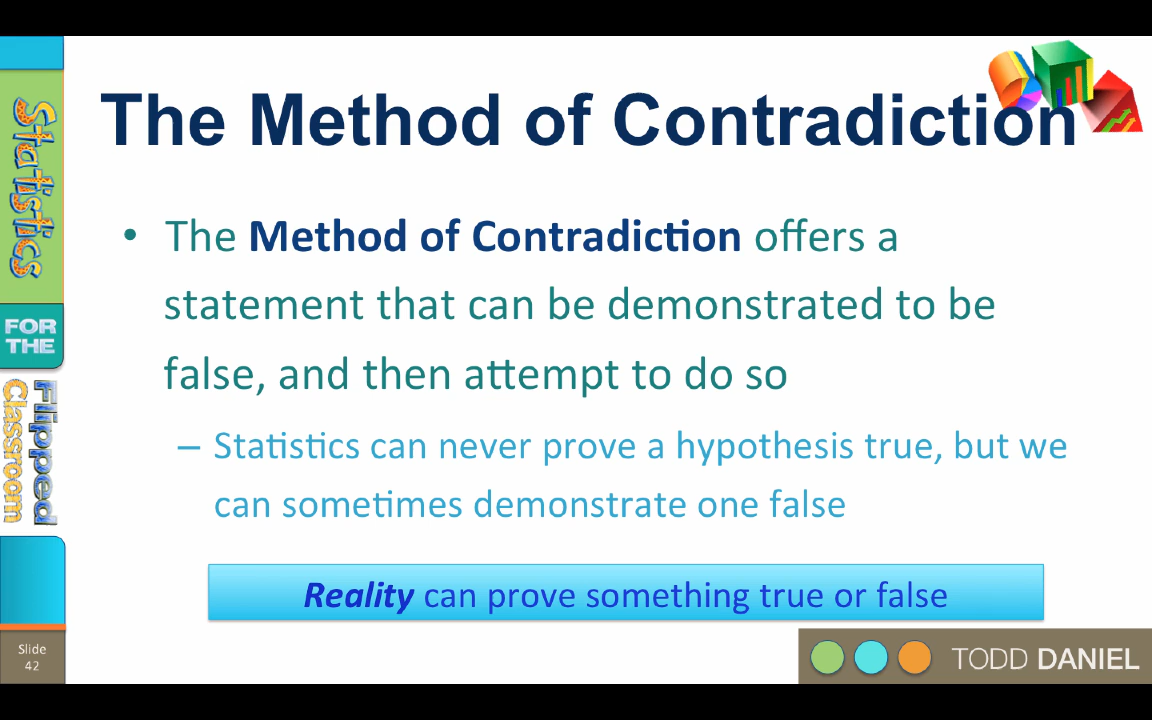 The Method of Contradiction
• The Method of Contradiction offers a
statement that can be demonstrated to be
false, and then attempt to do so
– Statistics can never prove a hypothesis true, but we
can sometimes demonstrate one false
Reality can prove something true or false
Statistics
FOR
THE
Flipped
Classroom
Slide
42
TODD DANIEL